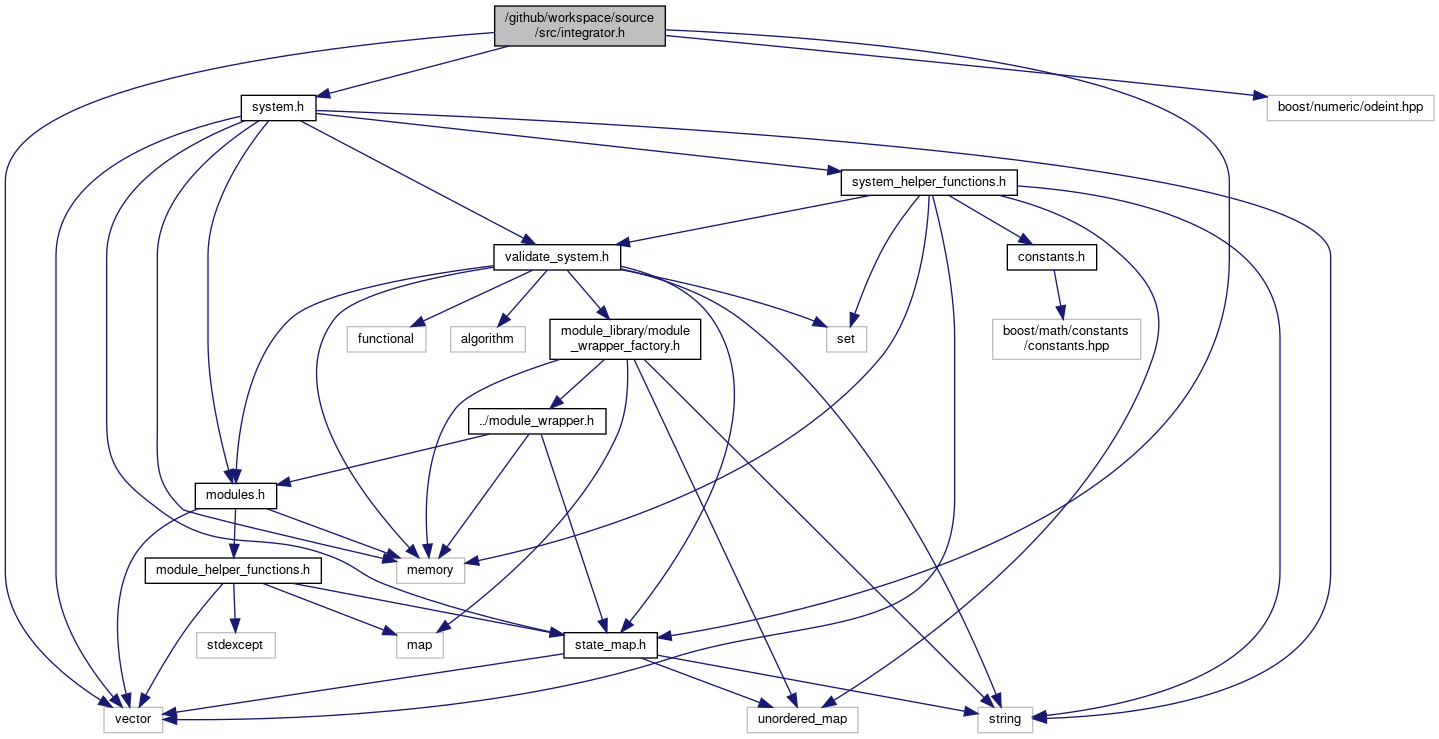 /github/workspace/source
/src/integrator.h
system.h
boost/numeric/odeint.hpp
system_helper_functions.h
validate_system.h
constants.h
functional
algorithm
module_library/module
_wrapper_factory.h
set
boost/math/constants
/constants.hpp
../module_wrapper.h
modules.h
module_helper_functions.h
memory
stdexcept
map
state_map.h
vector
unordered_map
string